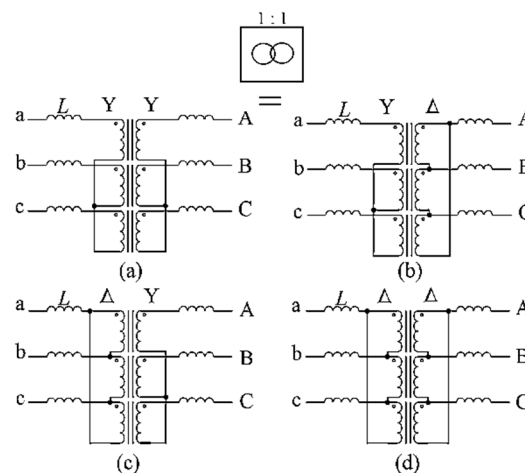 1 : 1
a L Y Y A
b B
c C
(a)
a L Y Δ A
b B
c C
(b)
a L Δ Y A
b B
c C
(c)
a L Δ Δ A
b B
c C
(d)